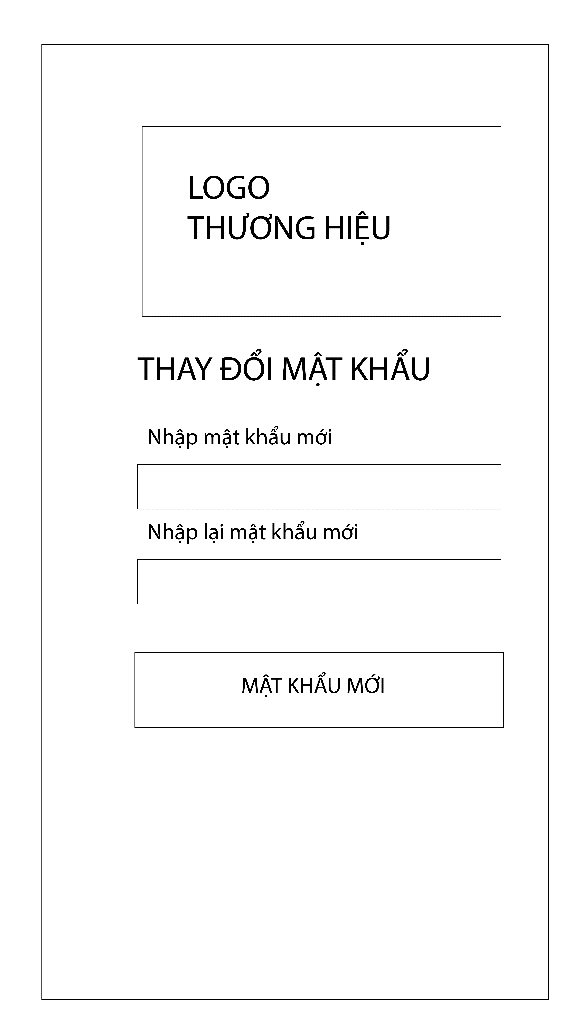 LOGO
THƯƠNG HIỆU
THAY ĐỔI MẬT KHẨU
Nhập mật khẩu mới
Nhập lại mật khẩu mới
MẬT KHẨU MỚI